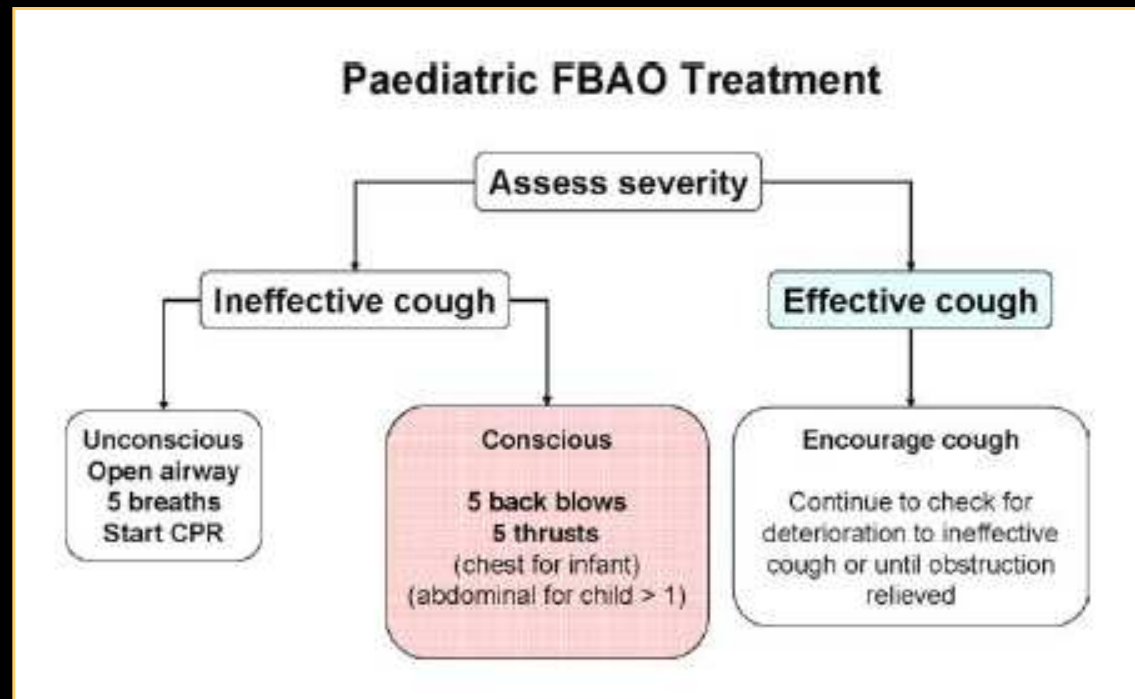 Paediatric FBAO Treatment
Assess severity
Ineffective cough
Effective cough
Unconscious
Open airway
5 breaths
Start CPR
Conscious
5 back blows
5 thrusts
(chest for infant)
(abdominal for child > 1)
Encourage cough
Continue to check for
deterioration to ineffective
cough or until obstruction
relieved